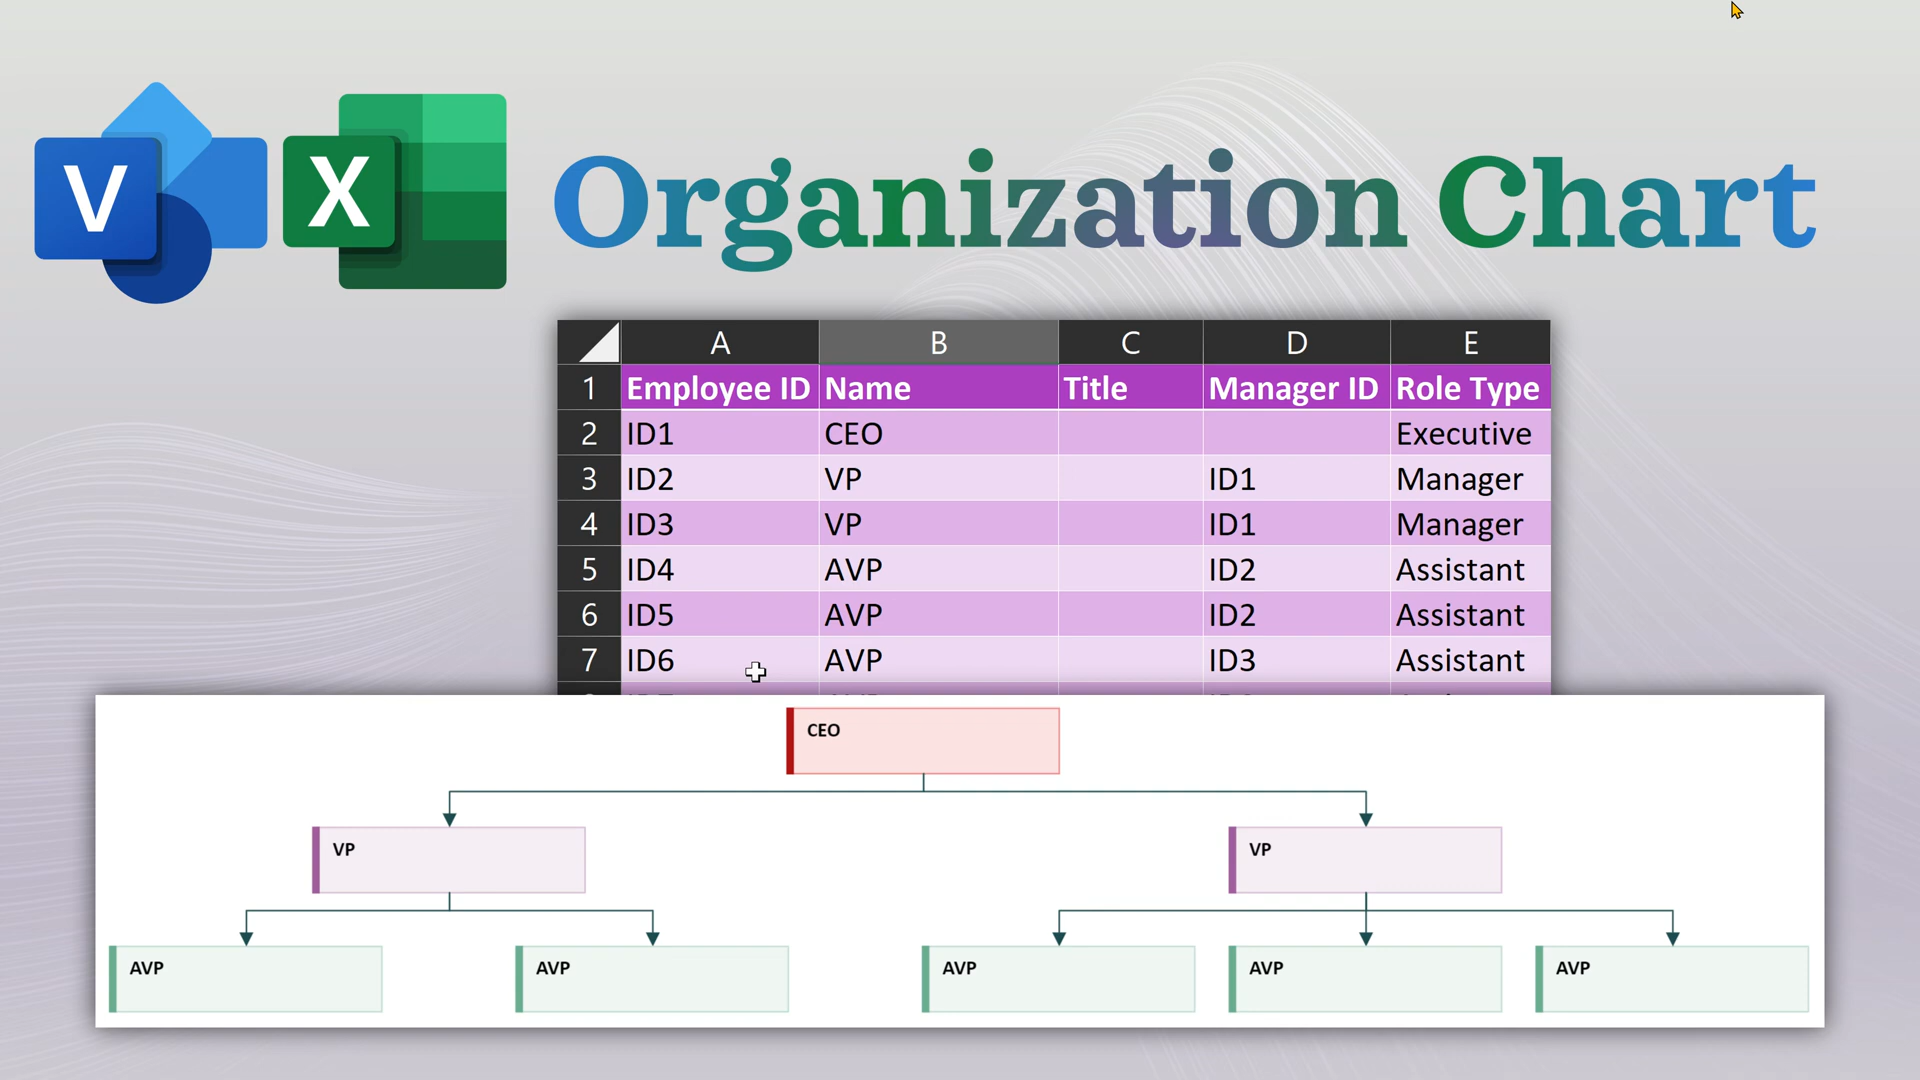 V X Organization Chart
A B C D E
1 Employee ID Name Title Manager ID Role Type
2 ID1 CEO Executive
3 ID2 VP ID1 Manager
4 ID3 VP ID1 Manager
5 ID4 AVP ID2 Assistant
6 ID5 AVP ID2 Assistant
7 ID6 AVP ID3 Assistant
CEO
VP VP
AVP AVP AVP AVP AVP